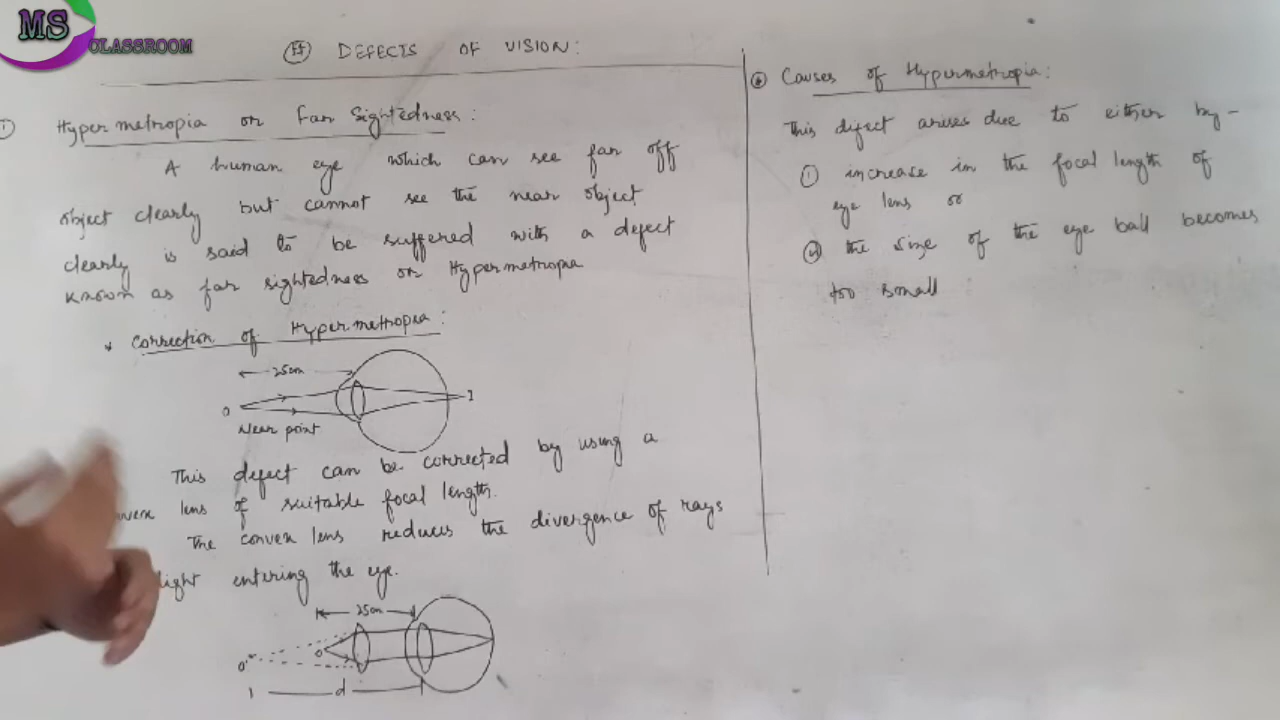 MS
CLASSROOM
DEFECTS OF VISION:
① Hypermetropia or Far Sightedness:
A human eye which can see far off
object clearly but cannot see the near object
clearly is said to be suffered with a defect
known as far sightedness or Hypermetropia
* Correction of Hypermetropia:
25cm
O
I
Near point
This defect can be corrected by using a
lens of suitable focal length.
The convex lens reduces the divergence of rays
light entering the eye.
25cm
O
O'
d
Causes of Hypermetropia:
This difect arises due to either by-
① increase in the focal length of
eye lens or
② the size of the eye ball becomes
too small